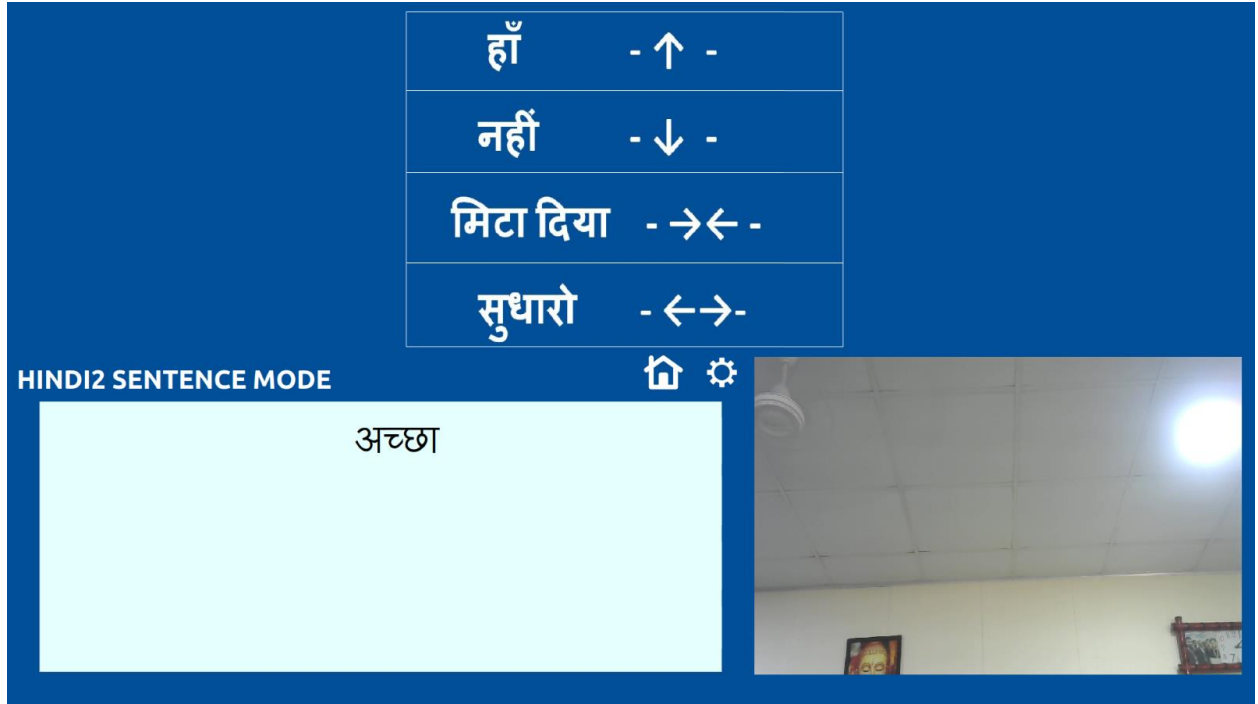 हाँ - ↑ -
नहीं - ↓ -
मिटा दिया - →← -
सुधारो - ←→-
HINDI2 SENTENCE MODE
अच्छा